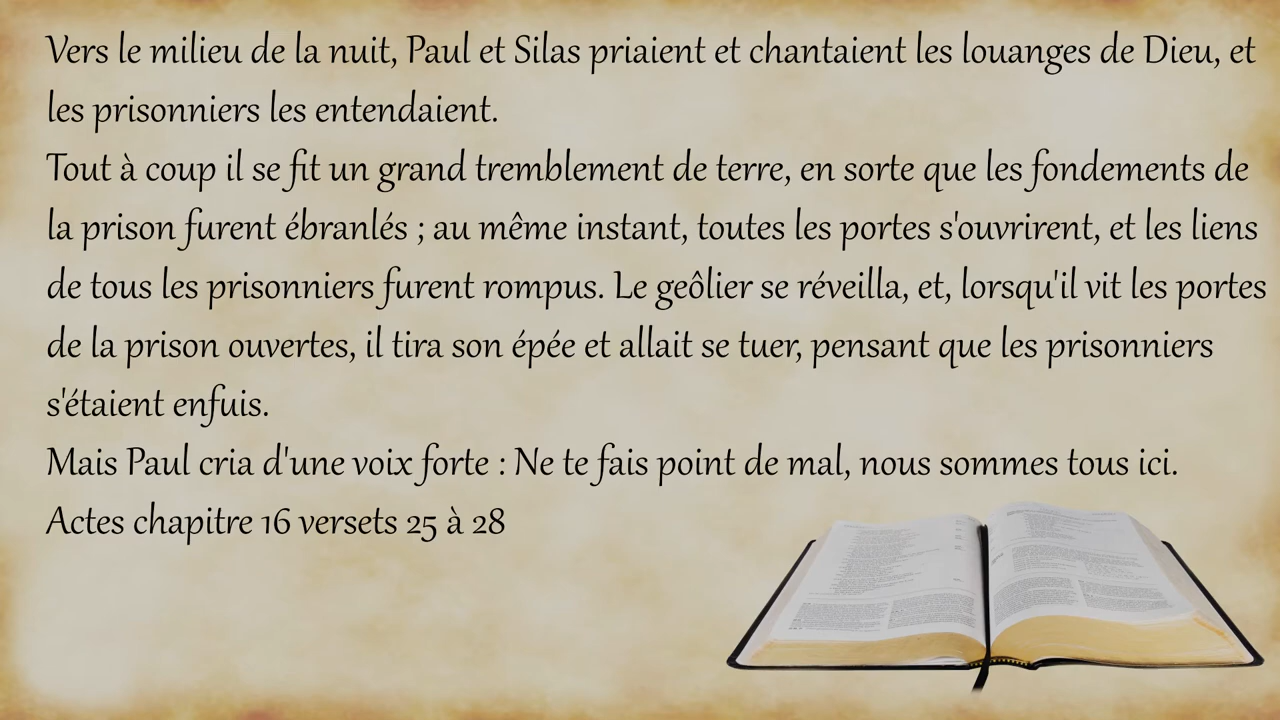 Vers le milieu de la nuit, Paul et Silas priaient et chantaient les louanges de Dieu, et
les prisonniers les entendaient.
Tout à coup il se fit un grand tremblement de terre, en sorte que les fondements de
la prison furent ébranlés ; au même instant, toutes les portes s'ouvrirent, et les liens
de tous les prisonniers furent rompus. Le geôlier se réveilla, et, lorsqu'il vit les portes
de la prison ouvertes, il tira son épée et allait se tuer, pensant que les prisonniers
s'étaient enfuis.
Mais Paul cria d'une voix forte : Ne te fais point de mal, nous sommes tous ici.
Actes chapitre 16 versets 25 à 28